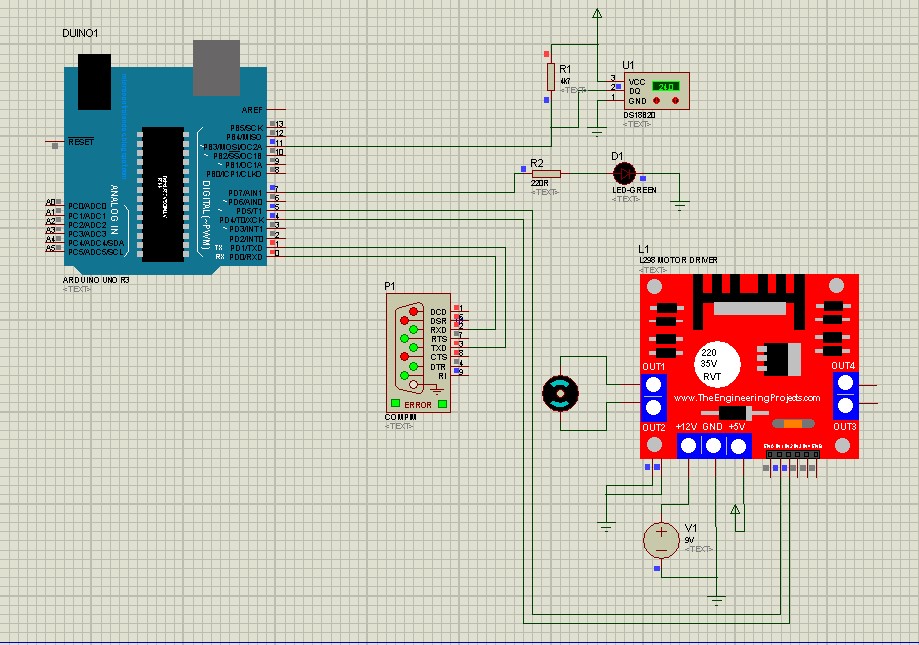 DUINO1
RESET
AREF
PB5/SCK 13
PB4/MISO 12
~ PB3/MOSI/OC2A 11
~ PB2/SS/OC1B 10
~ PB1/OC1A 9
PB0/ICP1/CLKO 8
PD7/AIN1 7
~ PD6/AIN0 6
~ PD5/T1 5
PD4/T0/XCK 4
~ PD3/INT1 3
PD2/INT0 2
TX PD1/TXD 1
RX PD0/RXD 0
DIGITAL (~PWM)
ANALOG IN
A0 PC0/ADC0
A1 PC1/ADC1
A2 PC2/ADC2
A3 PC3/ADC3
A4 PC4/ADC4/SDA
A5 PC5/ADC5/SCL
ARDUINO UNO R3
<TEXT>
R1
4K7
<TEXT>
U1
3 VCC
2 DQ
1 GND
24.0
DS18B20
<TEXT>
R2
220R
<TEXT>
D1
LED-GREEN
<TEXT>
P1
DCD 1
DSR 6
RXD 2
RTS 7
TXD 3
CTS 8
DTR 4
RI 9
ERROR
COMPIM
<TEXT>
L1
L298 MOTOR DRIVER
<TEXT>
220
35V
RVT
OUT1
OUT4
www.TheEngineeringProjects.com
OUT2
+12V GND +5V
OUT3
V1
9V
<TEXT>